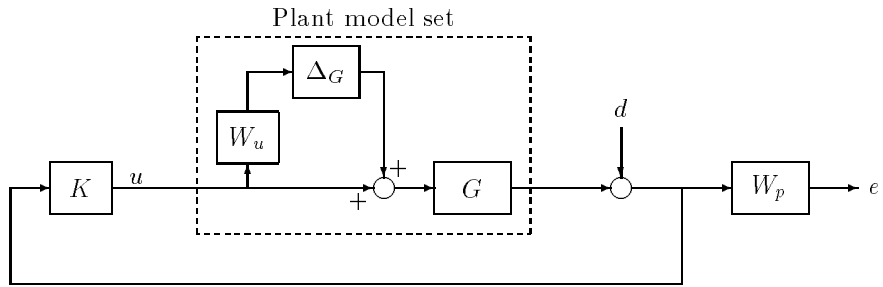 Plant model set
Δ_G
d
W_u
+
K
u
+
G
W_p
e